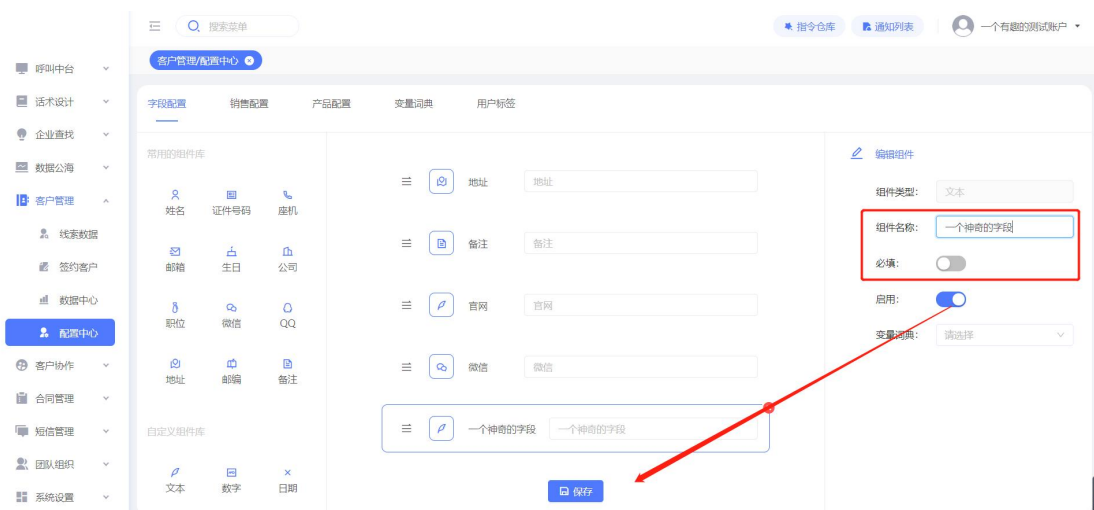 搜索菜单
指令仓库
通知列表
一个有趣的测试账户
客户管理/配置中心
呼叫中台
话术设计
企业查找
数据公海
客户管理
线索数据
签约客户
数据中心
配置中心
客户协作
合同管理
短信管理
团队组织
系统设置
字段配置 销售配置 产品配置 变量词典 用户标签
常用的组件库
姓名 证件号码 座机
邮箱 生日 公司
职位 微信 QQ
地址 邮编 备注
自定义组件库
文本 数字 日期
地址 地址
备注 备注
官网 官网
微信 微信
一个神奇的字段 一个神奇的字段
保存
编辑组件
组件类型: 文本
组件名称: 一个神奇的字段
必填:
启用:
变量词典: 请选择